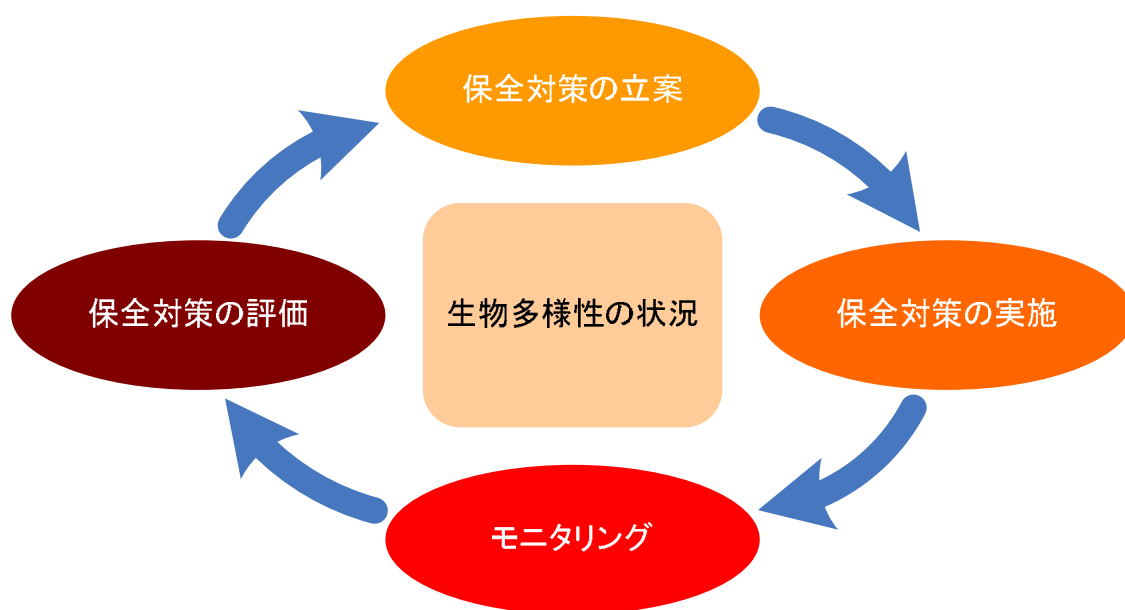 保全対策の立案
保全対策の評価
生物多様性の状況
保全対策の実施
モニタリング